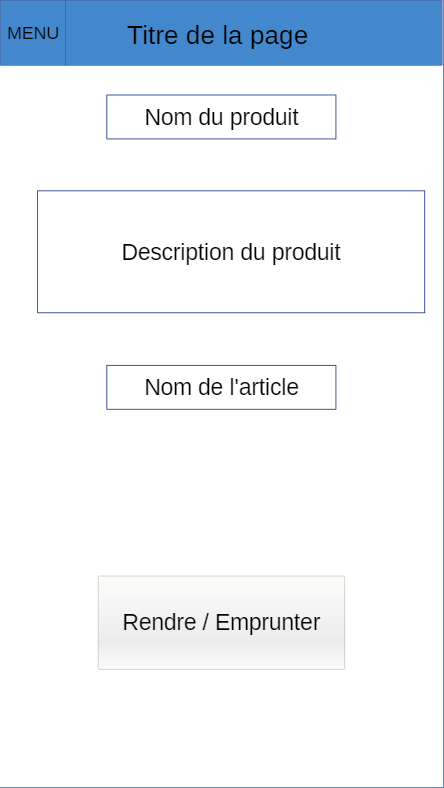 MENU
Titre de la page
Nom du produit
Description du produit
Nom de l'article
Rendre / Emprunter